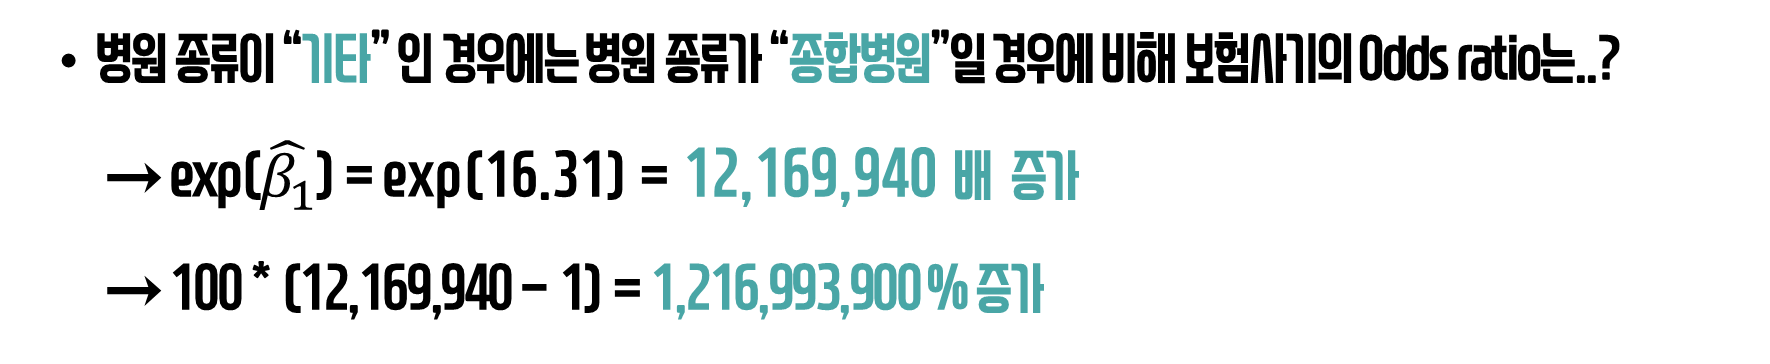 • 병원 종류이 “기타” 인 경우에는 병원 종류가 “종합병원”일 경우에 비해 보험사기의 Odds ratio는..?
→ exp(β̂₁) = exp(16.31) = 12,169,940 배 증가
→ 100 * (12,169,940 – 1) = 1,216,993,900% 증가